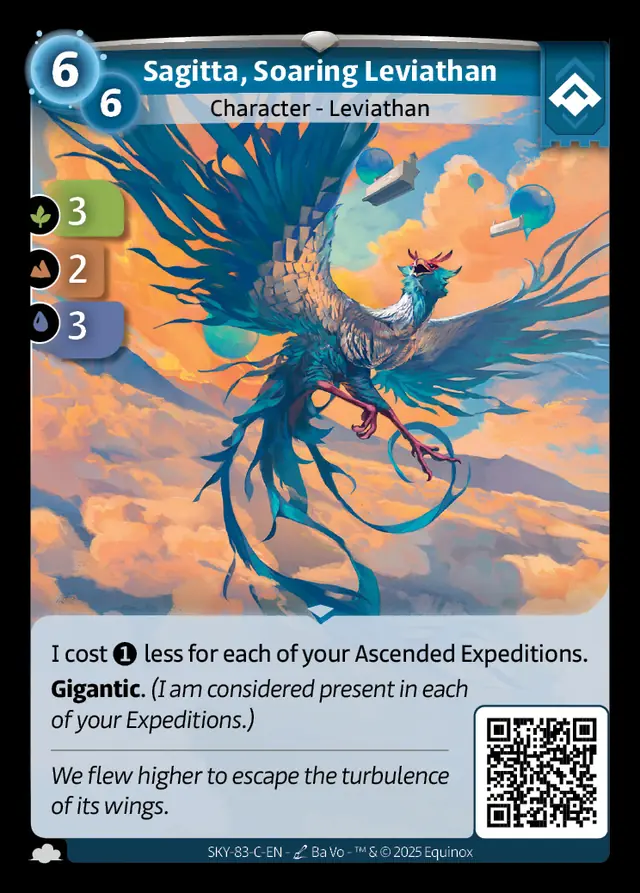 6
6
Sagitta, Soaring Leviathan
Character - Leviathan
3
2
3
I cost 1 less for each of your Ascended Expeditions.
Gigantic. (I am considered present in each
of your Expeditions.)
We flew higher to escape the turbulence
of its wings.
SKY-83-C-EN - Ba Vo - ™ & © 2025 Equinox